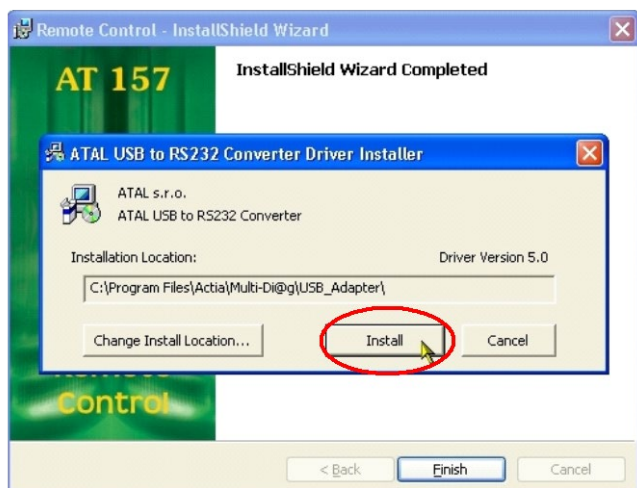 Remote Control - InstallShield Wizard
AT 157
InstallShield Wizard Completed
ATAL USB to RS232 Converter Driver Installer
ATAL s.r.o.
ATAL USB to RS232 Converter
Installation Location:
Driver Version 5.0
C:\Program Files\Actia\Multi-Di@g\USB_Adapter\
Change Install Location...
Install
Cancel
Control
< Back
Finish
Cancel